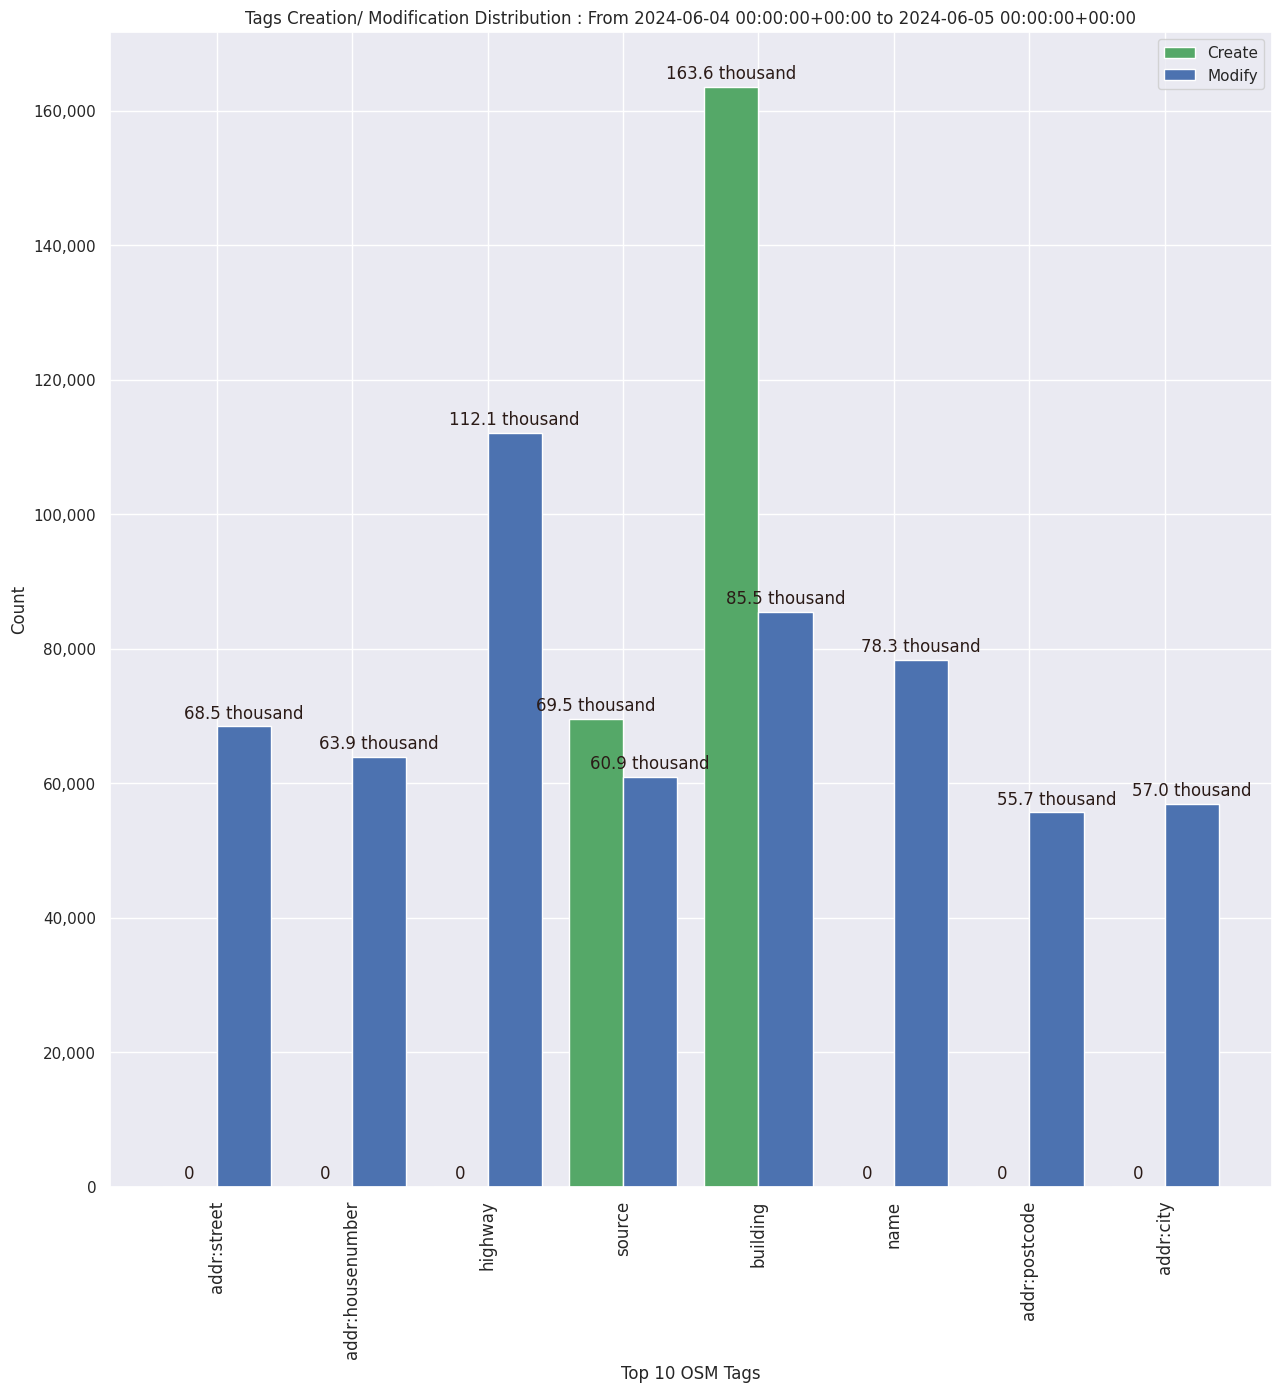 Tags Creation/ Modification Distribution : From 2024-06-04 00:00:00+00:00 to 2024-06-05 00:00:00+00:00
Create
Modify
163.6 thousand
160,000
140,000
120,000
112.1 thousand
100,000
Count
85.5 thousand
80,000
78.3 thousand
69.5 thousand
68.5 thousand
63.9 thousand
60.9 thousand
60,000
57.0 thousand
55.7 thousand
40,000
20,000
0
0
0
0
0
0
0
addr:street
addr:housenumber
highway
source
building
name
addr:postcode
addr:city
Top 10 OSM Tags